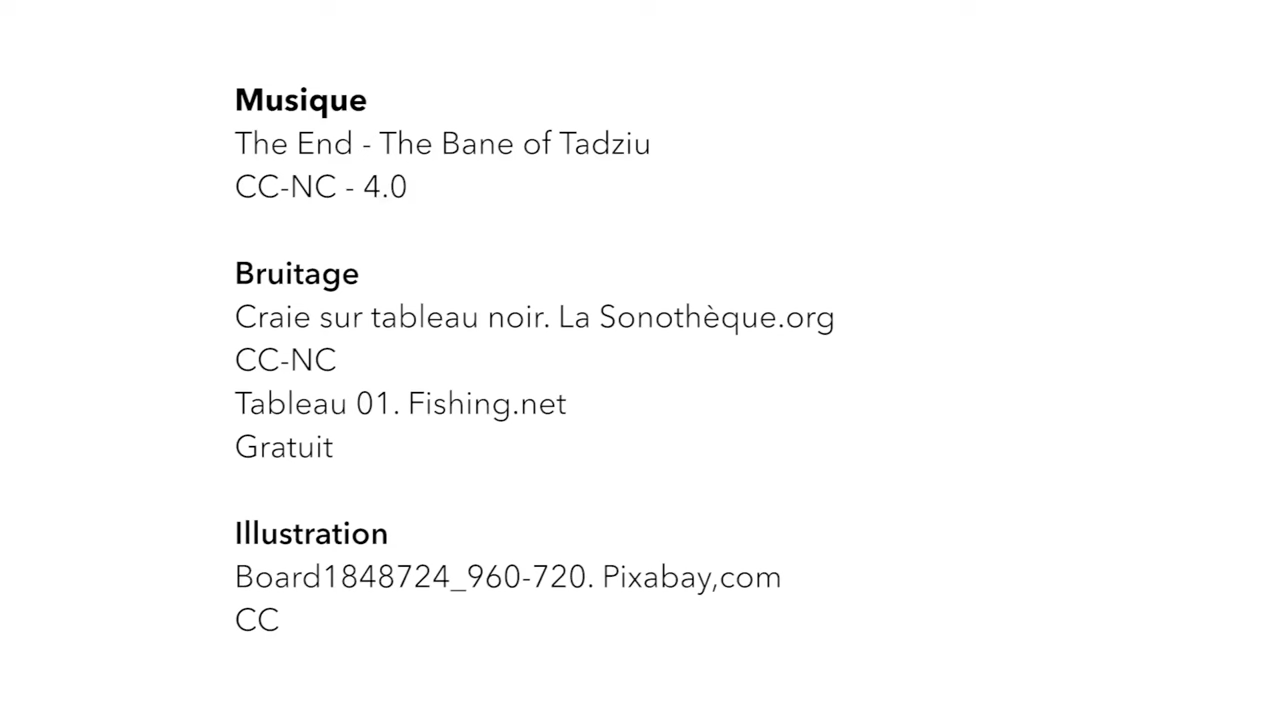 Musique
The End - The Bane of Tadziu
CC-NC - 4.0
Bruitage
Craie sur tableau noir. La Sonothèque.org
CC-NC
Tableau 01. Fishing.net
Gratuit
Illustration
Board1848724_960-720. Pixabay,com
CC